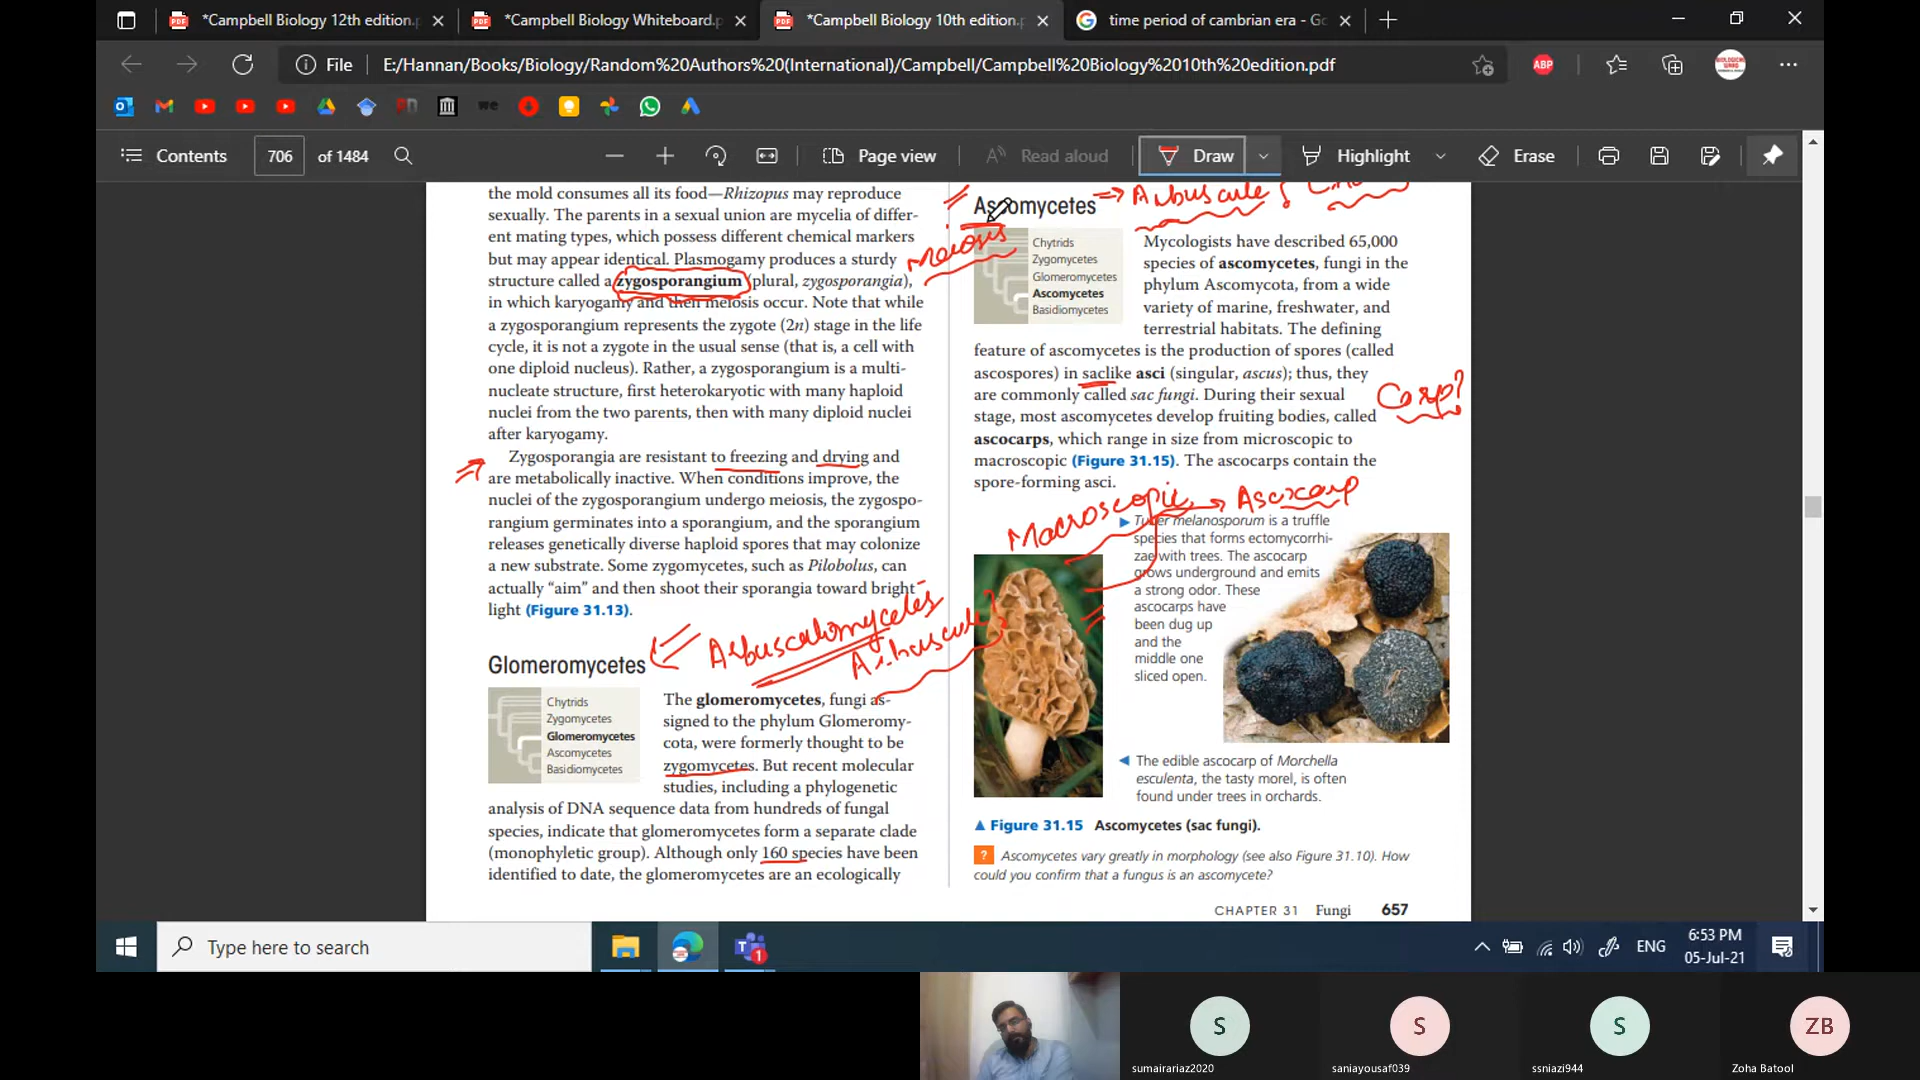 *Campbell Biology 12th edition.p
*Campbell Biology Whiteboard.p
*Campbell Biology 10th edition.p
time period of cambrian era - Go
File
E:/Hannan/Books/Biology/Random%20Authors%20(International)/Campbell/Campbell%20Biology%2010th%20edition.pdf
ABP
Contents
706
of 1484
Page view
Read aloud
Draw
Highlight
Erase
the mold consumes all its food—Rhizopus may reproduce
sexually. The parents in a sexual union are mycelia of differ-
ent mating types, which possess different chemical markers
but may appear identical. Plasmogamy produces a sturdy
structure called a zygosporangium (plural, zygosporangia),
in which karyogamy and then meiosis occur. Note that while
a zygosporangium represents the zygote (2n) stage in the life
cycle, it is not a zygote in the usual sense (that is, a cell with
one diploid nucleus). Rather, a zygosporangium is a multi-
nucleate structure, first heterokaryotic with many haploid
nuclei from the two parents, then with many diploid nuclei
after karyogamy.
Zygosporangia are resistant to freezing and drying and
are metabolically inactive. When conditions improve, the
nuclei of the zygosporangium undergo meiosis, the zygospo-
rangium germinates into a sporangium, and the sporangium
releases genetically diverse haploid spores that may colonize
a new substrate. Some zygomycetes, such as Pilobolus, can
actually “aim” and then shoot their sporangia toward bright
light (Figure 31.13).
Arbusculomycetes
Arbuscule?
Glomeromycetes
Chytrids
Zygomycetes
Glomeromycetes
Ascomycetes
Basidiomycetes
The glomeromycetes, fungi as-
signed to the phylum Glomeromy-
cota, were formerly thought to be
zygomycetes. But recent molecular
studies, including a phylogenetic
analysis of DNA sequence data from hundreds of fungal
species, indicate that glomeromycetes form a separate clade
(monophyletic group). Although only 160 species have been
identified to date, the glomeromycetes are an ecologically
Meiosis
Ascomycetes
Arbuscule
Chytrids
Zygomycetes
Glomeromycetes
Ascomycetes
Basidiomycetes
Mycologists have described 65,000
species of ascomycetes, fungi in the
phylum Ascomycota, from a wide
variety of marine, freshwater, and
terrestrial habitats. The defining
feature of ascomycetes is the production of spores (called
ascospores) in saclike asci (singular, ascus); thus, they
are commonly called sac fungi. During their sexual
stage, most ascomycetes develop fruiting bodies, called
ascocarps, which range in size from microscopic to
macroscopic (Figure 31.15). The ascocarps contain the
spore-forming asci.
Carp?
Macroscopic
Ascocarp
Tuber melanosporum is a truffle
species that forms ectomycorrhi-
zae with trees. The ascocarp
grows underground and emits
a strong odor. These
ascocarps have
been dug up
and the
middle one
sliced open.
The edible ascocarp of Morchella
esculenta, the tasty morel, is often
found under trees in orchards.
Figure 31.15 Ascomycetes (sac fungi).
? Ascomycetes vary greatly in morphology (see also Figure 31.10). How
could you confirm that a fungus is an ascomycete?
CHAPTER 31 Fungi 657
Type here to search
1
ENG
6:53 PM
05-Jul-21
S
S
S
ZB
sumairariaz2020
saniayousaf039
ssniazi944
Zoha Batool